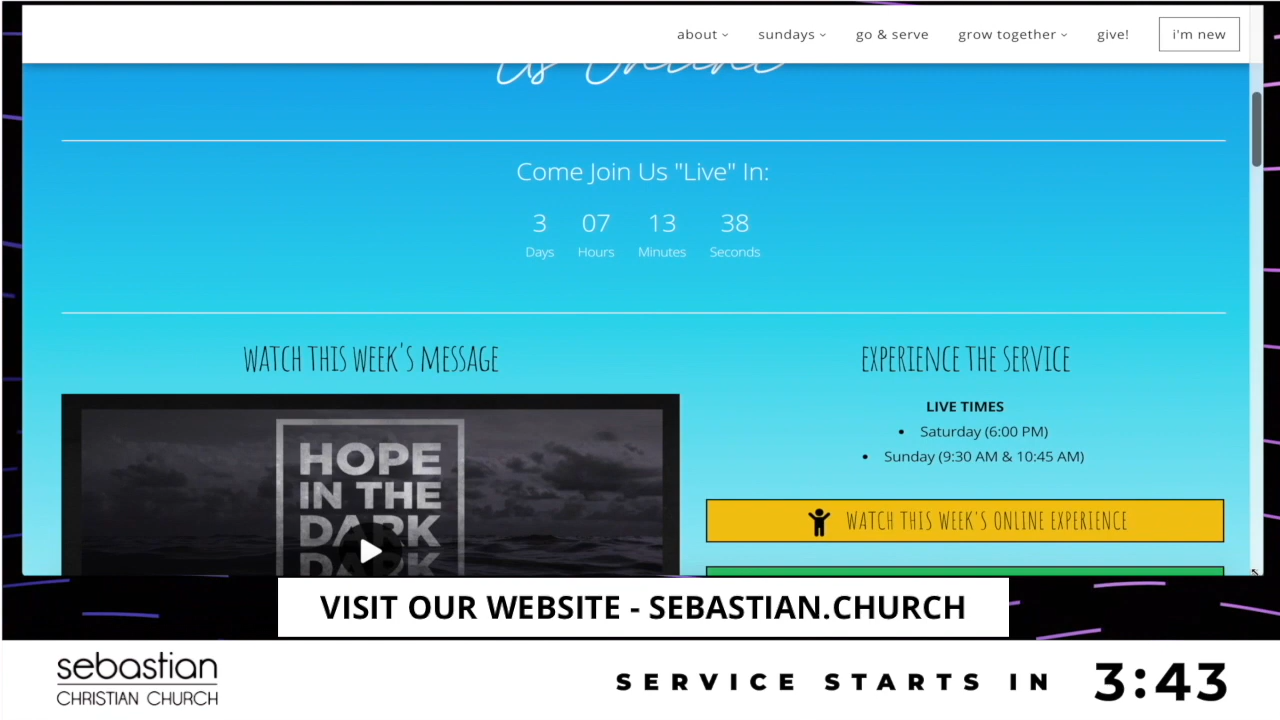 about
sundays
go & serve
grow together
give!
i'm new
us Online
Come Join Us "Live" In:
3 07 13 38
Days Hours Minutes Seconds
WATCH THIS WEEK'S MESSAGE
HOPE
IN THE
DARK
DARK
EXPERIENCE THE SERVICE
LIVE TIMES
• Saturday (6:00 PM)
• Sunday (9:30 AM & 10:45 AM)
WATCH THIS WEEK'S ONLINE EXPERIENCE
VISIT OUR WEBSITE - SEBASTIAN.CHURCH
sebastian
CHRISTIAN CHURCH
SERVICE STARTS IN 3:43